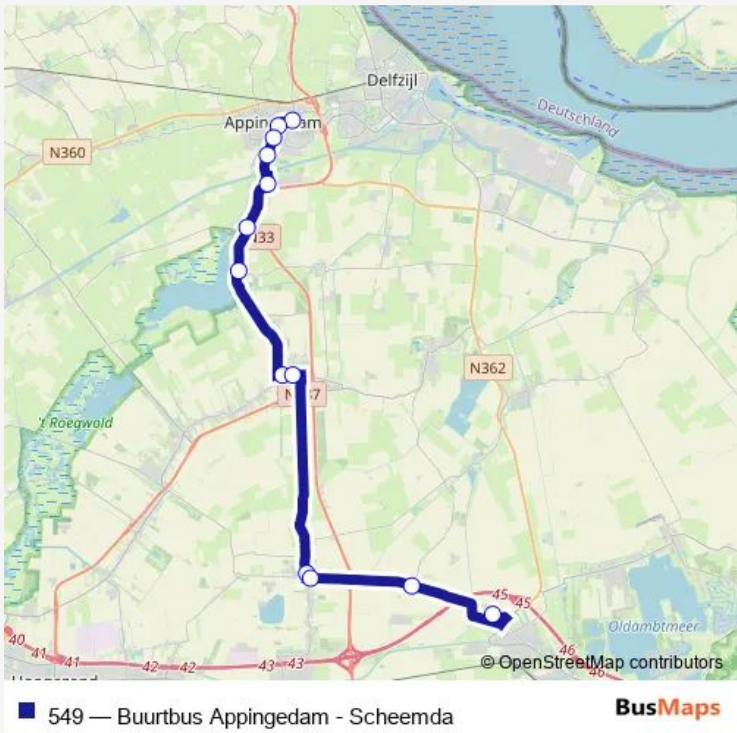 Delfzijl
Appingedam
Deutschland
N360
N33
N362
't Roegwold
45
45
Oldambtmeer
40
41
41
42
42
43
43
46
46
© OpenStreetMap contributors
549 — Buurtbus Appingedam - Scheemda
BusMaps